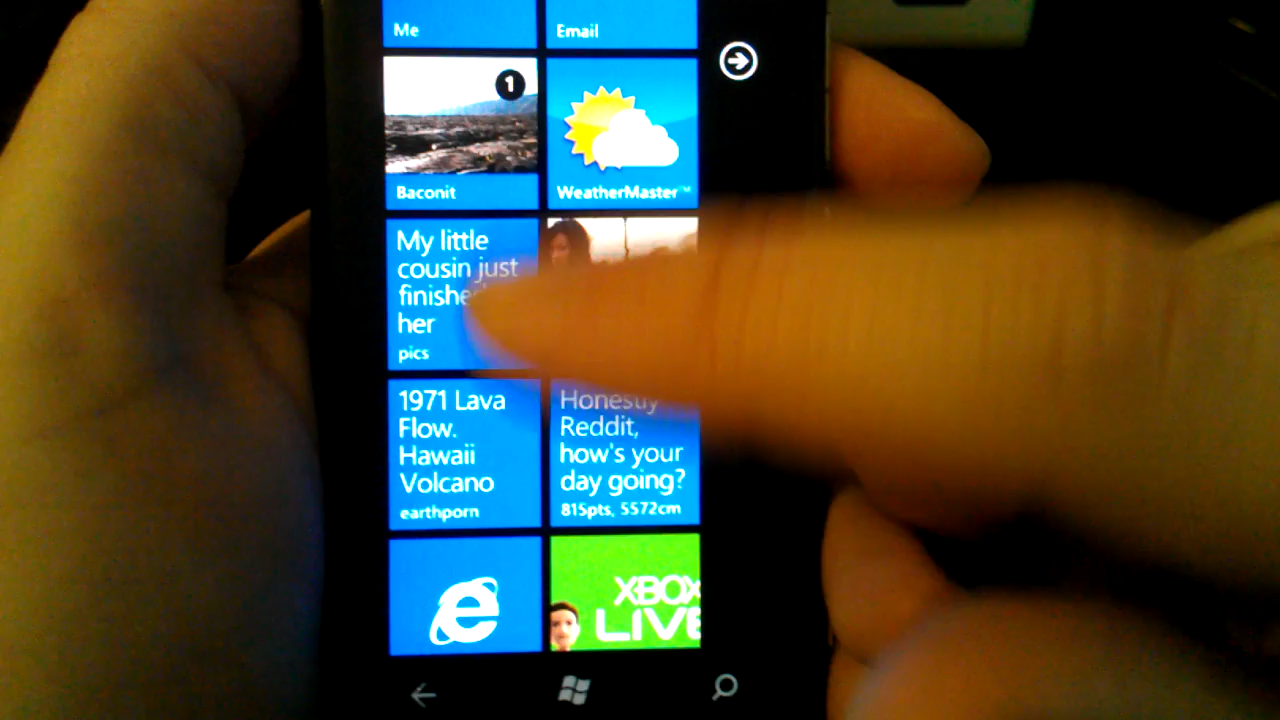 Me
Email
1
Baconit
WeatherMaster™
My little
cousin just
her
pics
1971 Lava
Flow.
Hawaii
Volcano
earthporn
Honestly
Reddit,
how's your
day going?
815pts, 5572cm
XBOX
LIVE